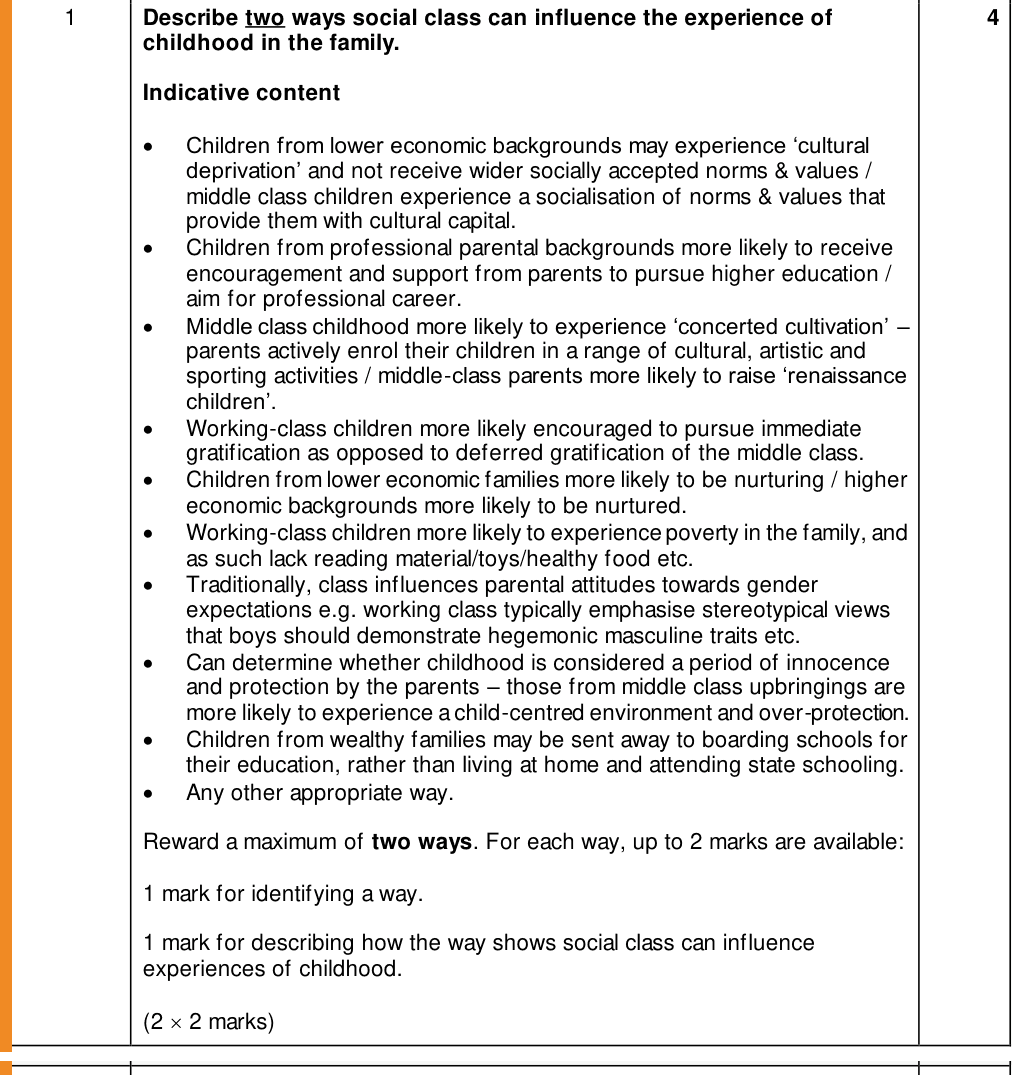 1
Describe two ways social class can influence the experience of
childhood in the family.
4
Indicative content
• Children from lower economic backgrounds may experience ‘cultural
deprivation’ and not receive wider socially accepted norms & values /
middle class children experience a socialisation of norms & values that
provide them with cultural capital.
• Children from professional parental backgrounds more likely to receive
encouragement and support from parents to pursue higher education /
aim for professional career.
• Middle class childhood more likely to experience ‘concerted cultivation’ –
parents actively enrol their children in a range of cultural, artistic and
sporting activities / middle-class parents more likely to raise ‘renaissance
children’.
• Working-class children more likely encouraged to pursue immediate
gratification as opposed to deferred gratification of the middle class.
• Children from lower economic families more likely to be nurturing / higher
economic backgrounds more likely to be nurtured.
• Working-class children more likely to experience poverty in the family, and
as such lack reading material/toys/healthy food etc.
• Traditionally, class influences parental attitudes towards gender
expectations e.g. working class typically emphasise stereotypical views
that boys should demonstrate hegemonic masculine traits etc.
• Can determine whether childhood is considered a period of innocence
and protection by the parents – those from middle class upbringings are
more likely to experience a child-centred environment and over-protection.
• Children from wealthy families may be sent away to boarding schools for
their education, rather than living at home and attending state schooling.
• Any other appropriate way.
Reward a maximum of two ways. For each way, up to 2 marks are available:
1 mark for identifying a way.
1 mark for describing how the way shows social class can influence
experiences of childhood.
(2 × 2 marks)